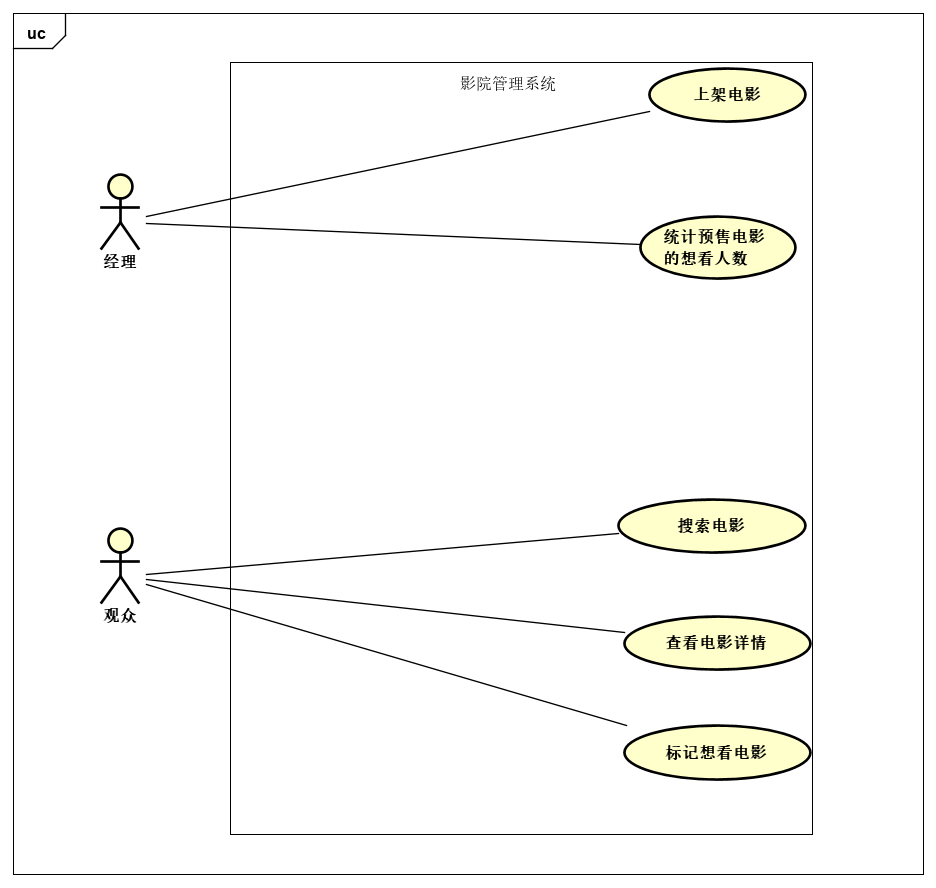 uc
影院管理系统
上架电影
经理
统计预售电影
的想看人数
搜索电影
观众
查看电影详情
标记想看电影